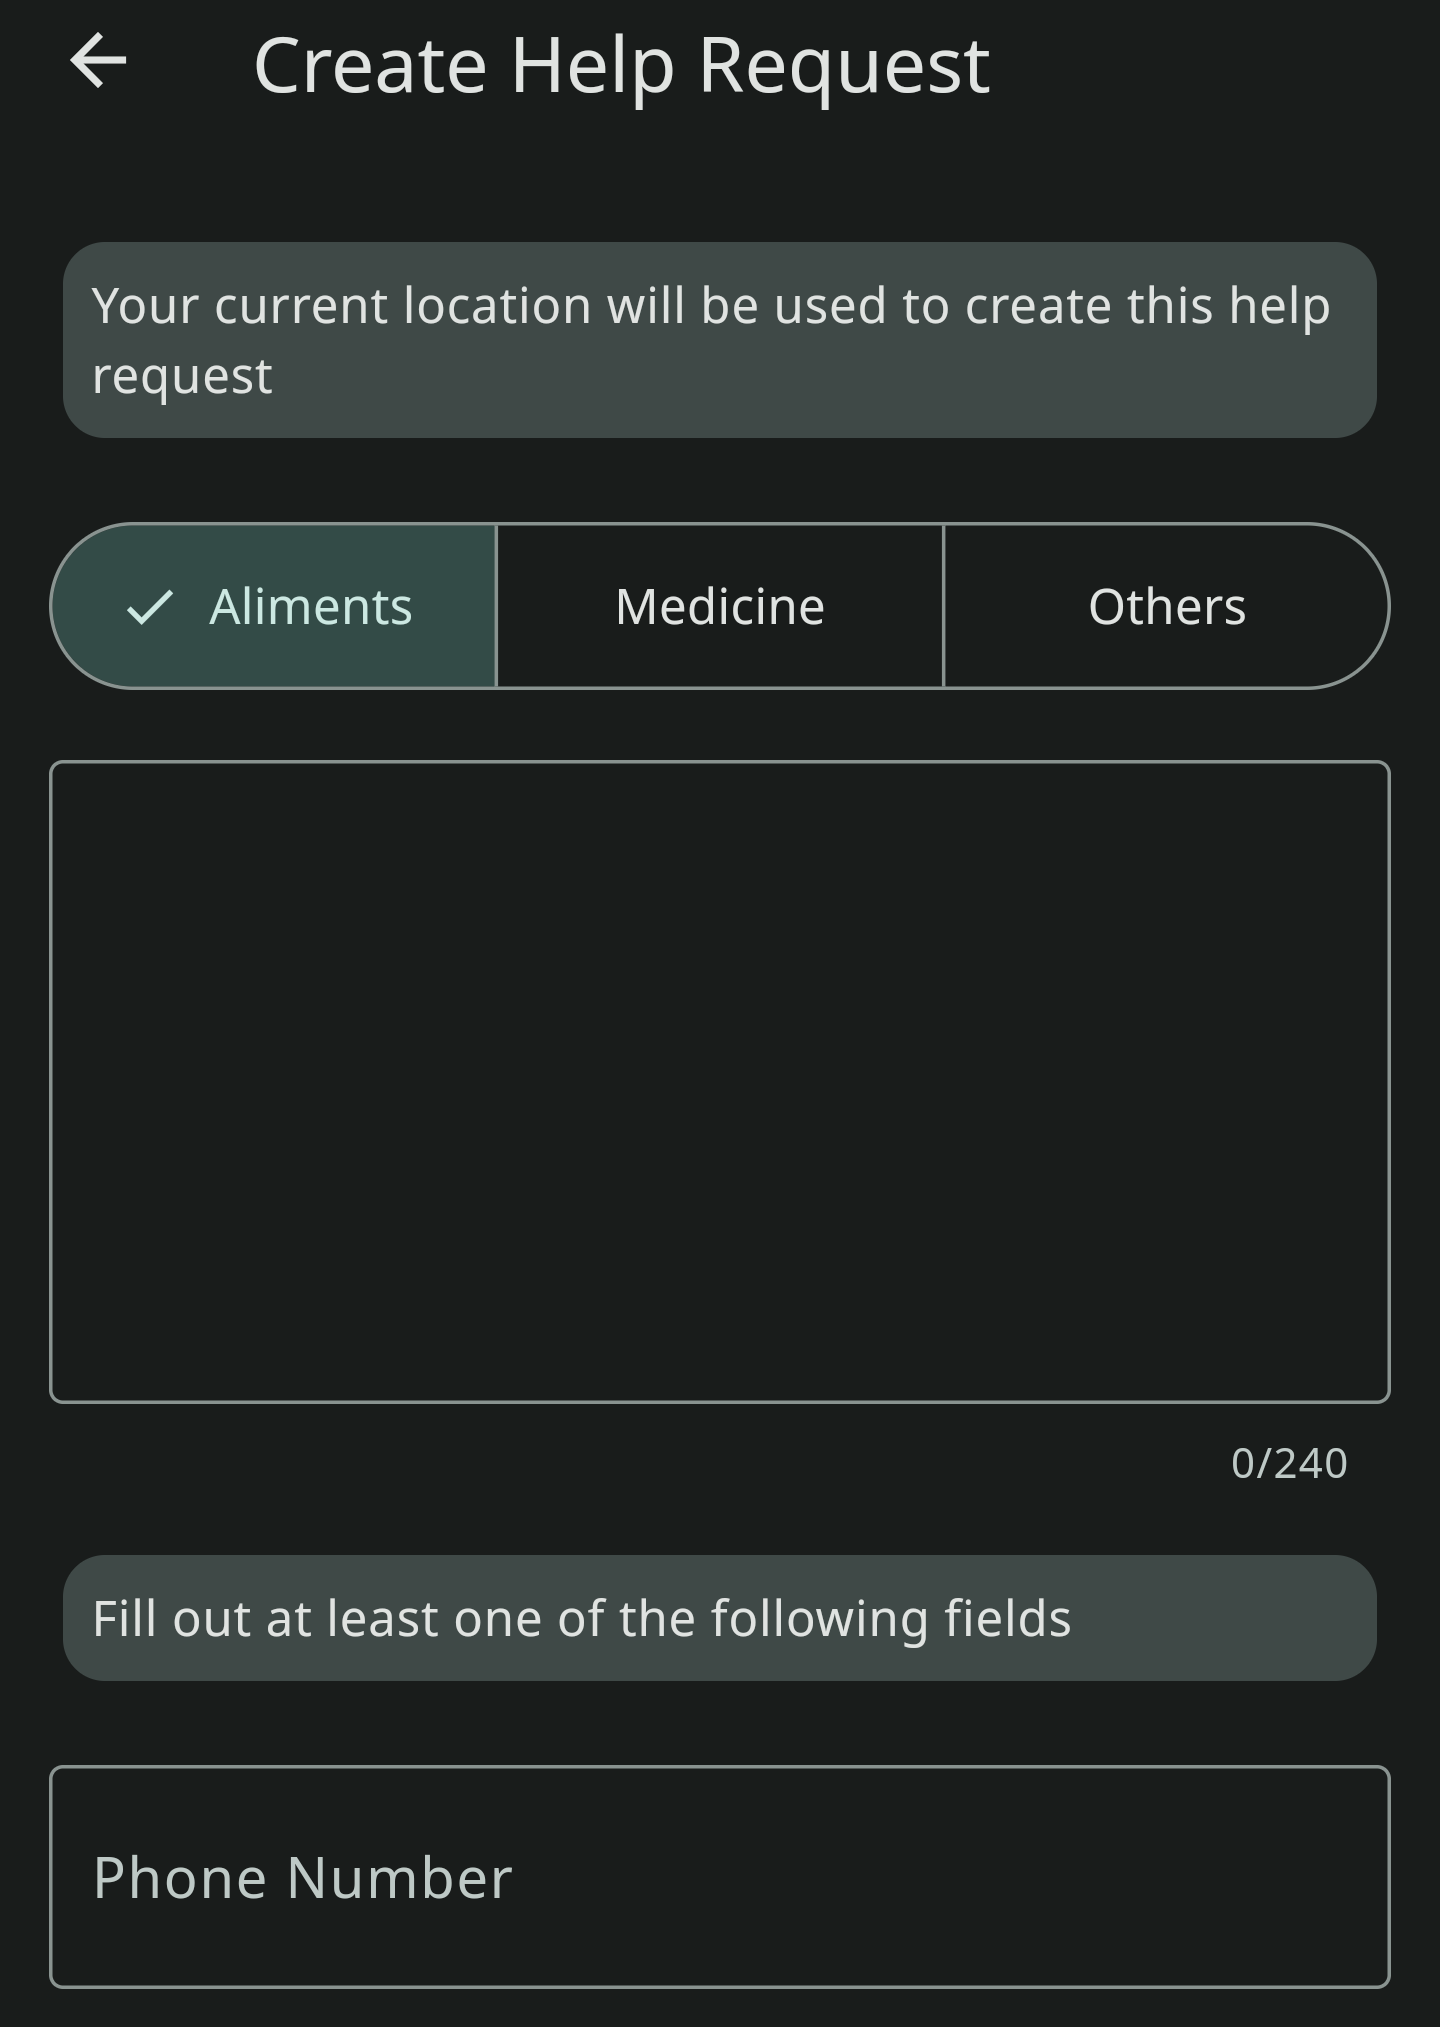 Create Help Request
Your current location will be used to create this help
request
Aliments
Medicine
Others
0/240
Fill out at least one of the following fields
Phone Number